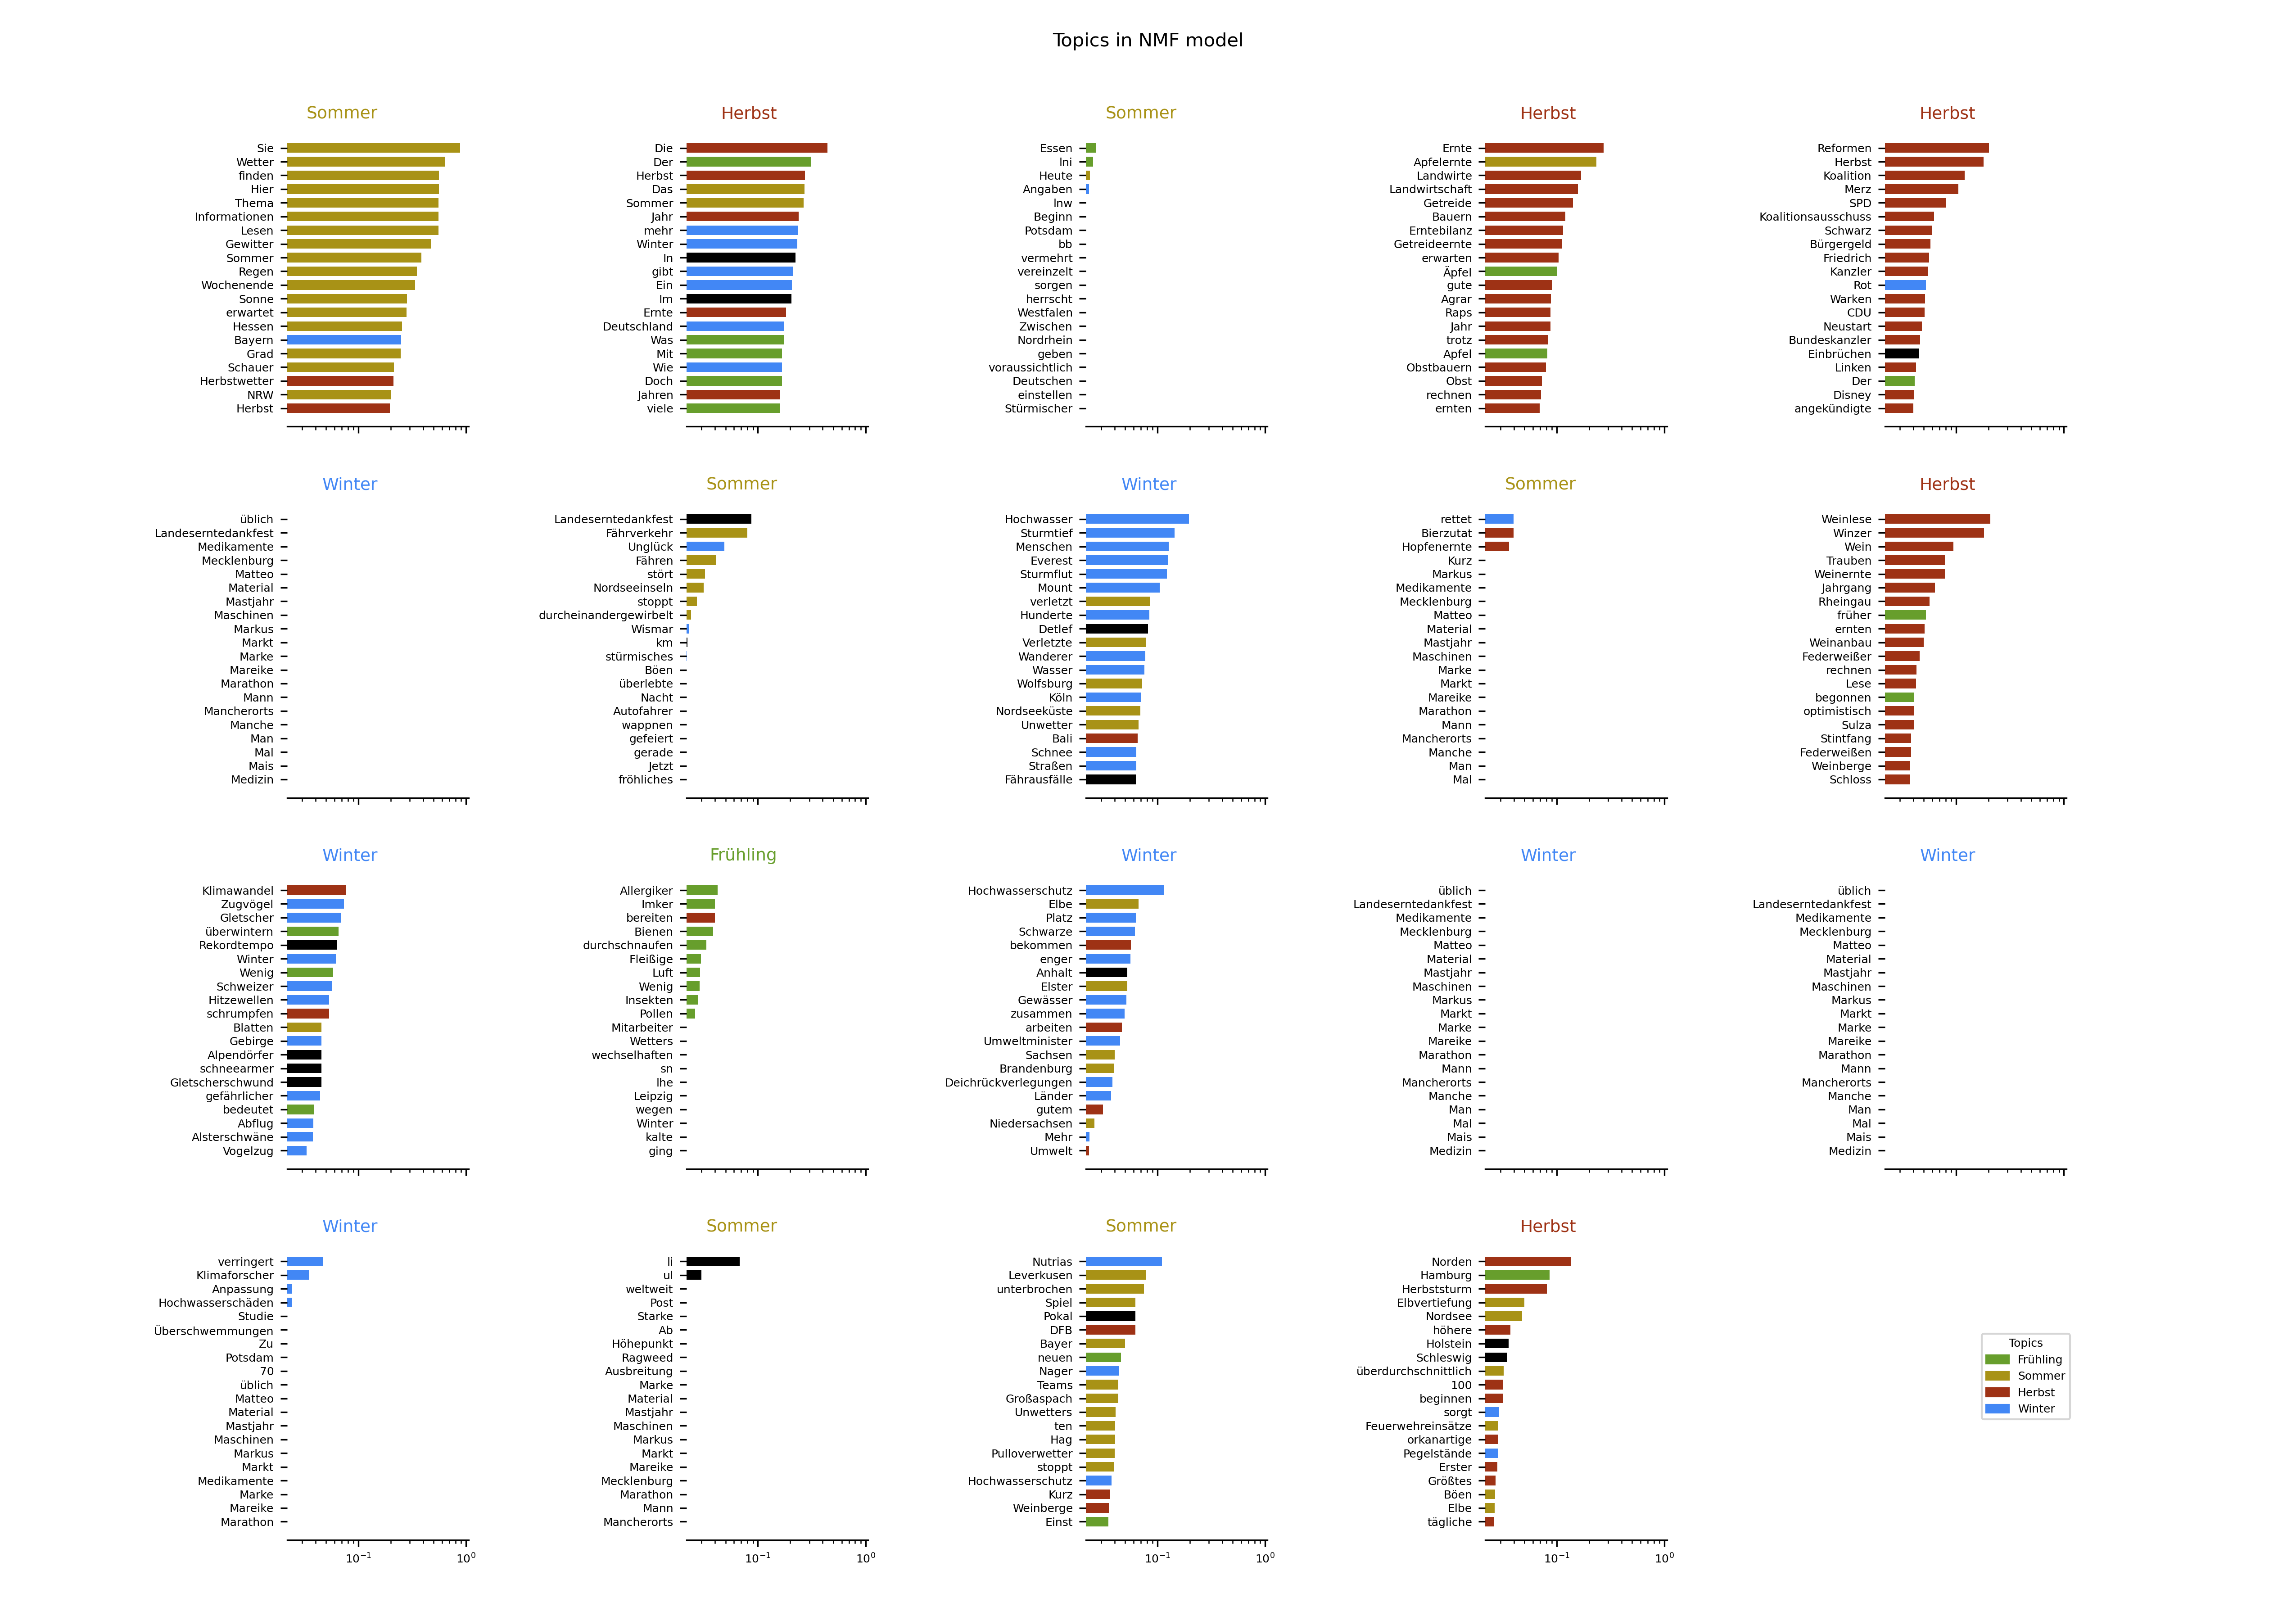 Topics in NMF model
Sommer
Sie
Wetter
finden
Hier
Thema
Informationen
Lesen
Gewitter
Sommer
Regen
Wochenende
Sonne
erwartet
Hessen
Bayern
Grad
Schauer
Herbstwetter
NRW
Herbst
Herbst
Die
Der
Herbst
Das
Sommer
Jahr
mehr
Winter
In
gibt
Ein
Im
Ernte
Deutschland
Was
Mit
Wie
Doch
Jahren
viele
Sommer
Essen
Ini
Heute
Angaben
lnw
Beginn
Potsdam
bb
vermehrt
vereinzelt
sorgen
herrscht
Westfalen
Zwischen
Nordrhein
geben
voraussichtlich
Deutschen
einstellen
Stürmischer
Herbst
Ernte
Apfelernte
Landwirte
Landwirtschaft
Getreide
Bauern
Erntebilanz
Getreideernte
erwarten
Äpfel
gute
Agrar
Raps
Jahr
trotz
Apfel
Obstbauern
Obst
rechnen
ernten
Herbst
Reformen
Herbst
Koalition
Merz
SPD
Koalitionsausschuss
Schwarz
Bürgergeld
Friedrich
Kanzler
Rot
Warken
CDU
Neustart
Bundeskanzler
Einbrüchen
Linken
Der
Disney
angekündigte
Winter
üblich
Landeserntedankfest
Medikamente
Mecklenburg
Matteo
Material
Mastjahr
Maschinen
Markus
Markt
Marke
Mareike
Marathon
Mann
Mancherorts
Manche
Man
Mal
Mais
Medizin
Sommer
Landeserntedankfest
Fährverkehr
Unglück
Fähren
stört
Nordseeinseln
stoppt
durcheinandergewirbelt
Wismar
km
stürmisches
Böen
überlebte
Nacht
Autofahrer
wappnen
gefeiert
gerade
Jetzt
fröhliches
Winter
Hochwasser
Sturmtief
Menschen
Everest
Sturmflut
Mount
verletzt
Hunderte
Detlef
Verletzte
Wanderer
Wasser
Wolfsburg
Köln
Nordseeküste
Unwetter
Bali
Schnee
Straßen
Fährausfälle
Sommer
rettet
Bierzutat
Hopfenernte
Kurz
Markus
Medikamente
Mecklenburg
Matteo
Material
Mastjahr
Maschinen
Marke
Markt
Mareike
Marathon
Mann
Mancherorts
Manche
Man
Mal
Herbst
Weinlese
Winzer
Wein
Trauben
Weinernte
Jahrgang
Rheingau
früher
ernten
Weinanbau
Federweißer
rechnen
Lese
begonnen
optimistisch
Sulza
Stintfang
Federweißen
Weinberge
Schloss
Winter
Klimawandel
Zugvögel
Gletscher
überwintern
Rekordtempo
Winter
Wenig
Schweizer
Hitzewellen
schrumpfen
Blatten
Gebirge
Alpendörfer
schneearmer
Gletscherschwund
gefährlicher
bedeutet
Abflug
Alsterschwäne
Vogelzug
Frühling
Allergiker
Imker
bereiten
Bienen
durchschnaufen
Fleißige
Luft
Wenig
Insekten
Pollen
Mitarbeiter
Wetters
wechselhaften
sn
lhe
Leipzig
wegen
Winter
kalte
ging
Winter
Hochwasserschutz
Elbe
Platz
Schwarze
bekommen
enger
Anhalt
Elster
Gewässer
zusammen
arbeiten
Umweltminister
Sachsen
Brandenburg
Deichrückverlegungen
Länder
gutem
Niedersachsen
Mehr
Umwelt
Winter
üblich
Landeserntedankfest
Medikamente
Mecklenburg
Matteo
Material
Mastjahr
Maschinen
Markus
Markt
Marke
Mareike
Marathon
Mann
Mancherorts
Manche
Man
Mal
Mais
Medizin
Winter
üblich
Landeserntedankfest
Medikamente
Mecklenburg
Matteo
Material
Mastjahr
Maschinen
Markus
Markt
Marke
Mareike
Marathon
Mann
Mancherorts
Manche
Man
Mal
Mais
Medizin
Winter
verringert
Klimaforscher
Anpassung
Hochwasserschäden
Studie
Überschwemmungen
Zu
Potsdam
70
üblich
Matteo
Material
Mastjahr
Maschinen
Markus
Markt
Medikamente
Marke
Mareike
Marathon
10⁻¹ 10⁰
Sommer
li
ul
weltweit
Post
Starke
Ab
Höhepunkt
Ragweed
Ausbreitung
Marke
Material
Mastjahr
Maschinen
Markus
Markt
Mareike
Mecklenburg
Marathon
Mann
Mancherorts
10⁻¹ 10⁰
Sommer
Nutrias
Leverkusen
unterbrochen
Spiel
Pokal
DFB
Bayer
neuen
Nager
Teams
Großaspach
Unwetters
ten
Hag
Pulloverwetter
stoppt
Hochwasserschutz
Kurz
Weinberge
Einst
10⁻¹ 10⁰
Herbst
Norden
Hamburg
Herbststurm
Elbvertiefung
Nordsee
höhere
Holstein
Schleswig
überdurchschnittlich
100
beginnen
sorgt
Feuerwehreinsätze
orkanartige
Pegelstände
Erster
Größtes
Böen
Elbe
tägliche
10⁻¹ 10⁰
Topics
Frühling
Sommer
Herbst
Winter